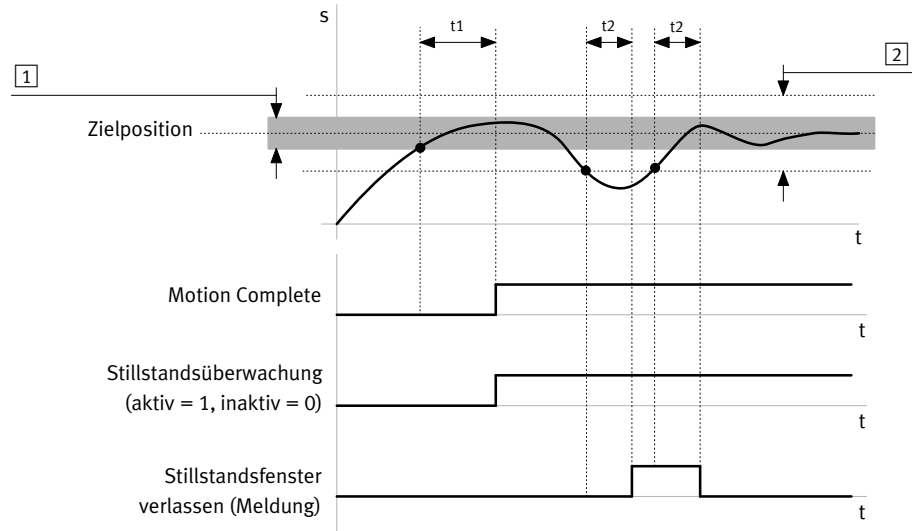 s
t1
t2
t2
1
2
Zielposition
t
Motion Complete
t
Stillstandsüberwachung
(aktiv = 1, inaktiv = 0)
t
Stillstandsfenster
verlassen (Meldung)
t